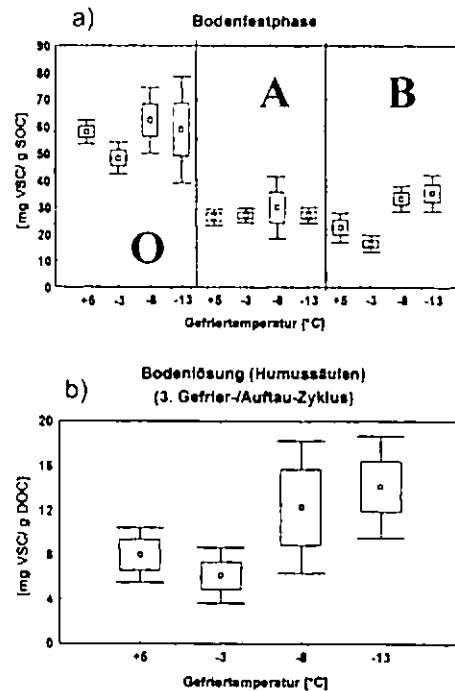 a)
Bodenfestphase
[mg VSC/ g SOC]
90
80
70
60
50
40
30
20
10
0
O
A
B
+5 -3 -8 -13 +5 -3 -8 -13 +5 -3 -8 -13
Gefriertemperatur [°C]
b)
Bodenlösung (Humussäulen)
(3. Gefrier-/Auftau-Zyklus)
[mg VSC/ g DOC]
20
16
12
8
4
0
+5 -3 -8 -13
Gefriertemperatur [°C]